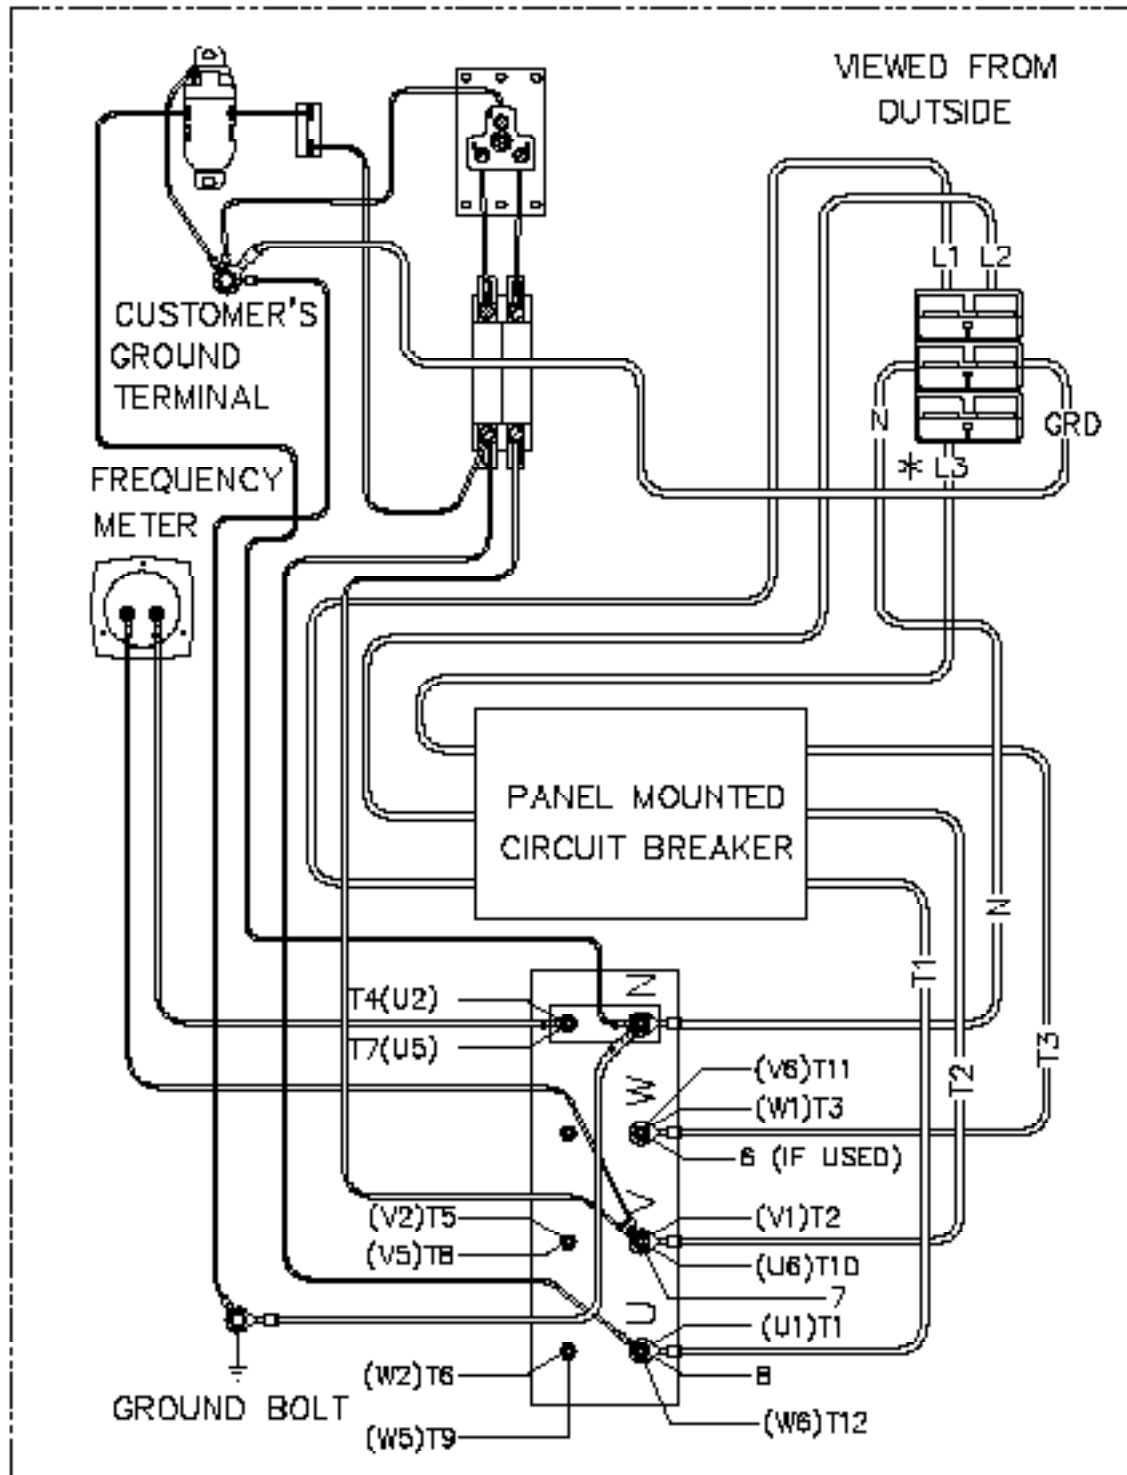 VIEWED FROM
OUTSIDE
L1 L2
CUSTOMER'S
GROUND
TERMINAL
N
GRD
* L3
FREQUENCY
METER
PANEL MOUNTED
CIRCUIT BREAKER
N
T1
T2
T3
T4(U2)
T7(U5)
N
W
V
U
(V6)T11
(W1)T3
6 (IF USED)
(V2)T5
(V5)T8
(V1)T2
(U6)T10
7
(U1)T1
8
(W6)T12
(W2)T6
(W5)T9
GROUND BOLT